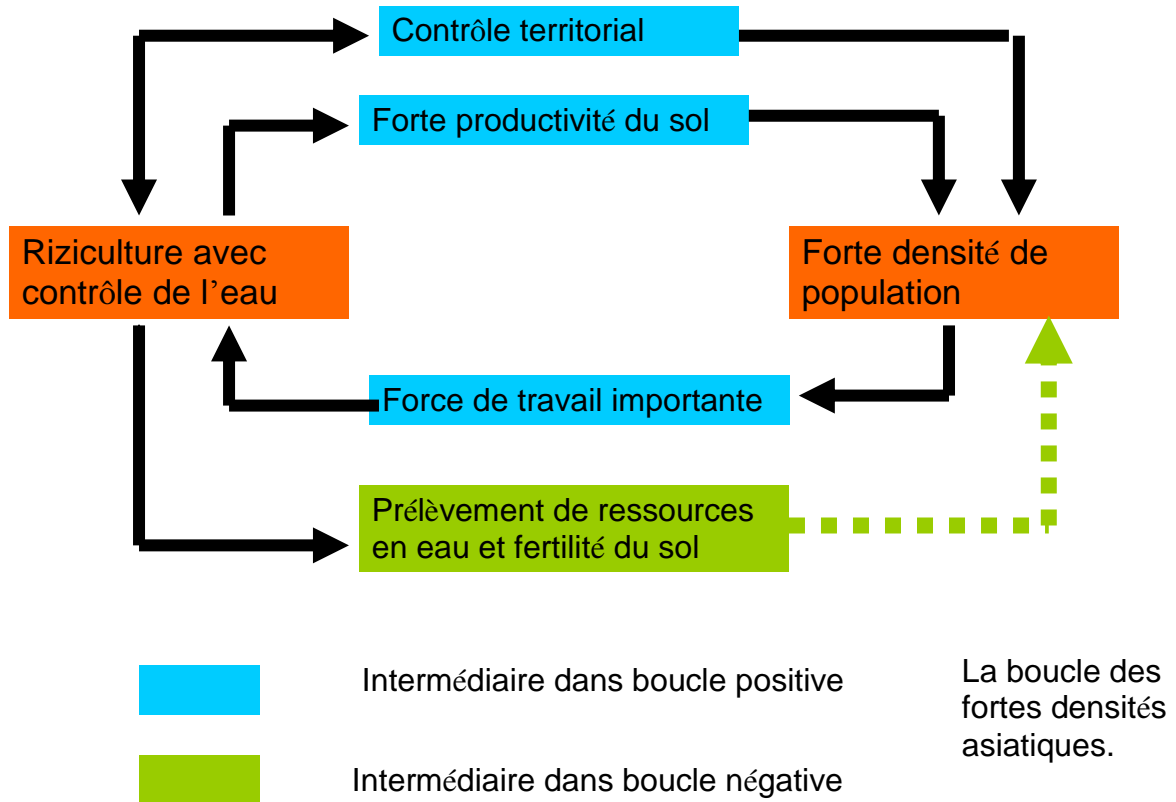 Contrôle territorial
Forte productivité du sol
Riziculture avec
contrôle de l’eau
Forte densité de
population
Force de travail importante
Prélèvement de ressources
en eau et fertilité du sol
Intermédiaire dans boucle positive
Intermédiaire dans boucle négative
La boucle des
fortes densités
asiatiques.